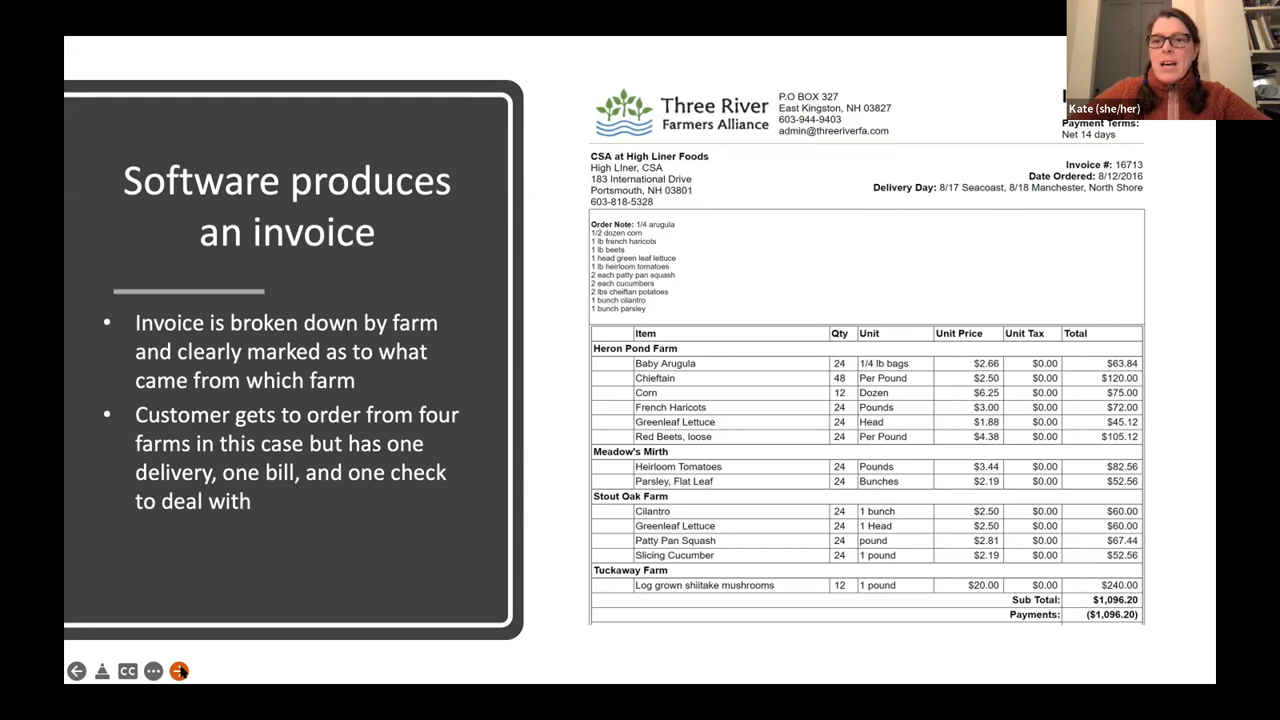 Software produces
an invoice
• Invoice is broken down by farm
and clearly marked as to what
came from which farm
• Customer gets to order from four
farms in this case but has one
delivery, one bill, and one check
to deal with
Three River
Farmers Alliance
P.O BOX 327
East Kingston, NH 03827
603-944-9403
admin@threeriverfa.com
Kate (she/her)
Payment Terms:
Net 14 days
CSA at High Liner Foods
High LIner, CSA
183 International Drive
Portsmouth, NH 03801
603-818-5328
Invoice #: 16713
Date Ordered: 8/12/2016
Delivery Day: 8/17 Seacoast, 8/18 Manchester, North Shore
Order Note: 1/4 arugula
1/2 dozen corn
1 lb french haricots
1 lb beets
1 head green leaf lettuce
1 lb heirloom tomatoes
2 each patty pan squash
2 each cucumbers
2 lbs cheiftan potatoes
1 bunch cilantro
1 bunch parsley
Item Qty Unit Unit Price Unit Tax Total
Heron Pond Farm
Baby Arugula 24 1/4 lb bags $2.66 $0.00 $63.84
Chieftain 48 Per Pound $2.50 $0.00 $120.00
Corn 12 Dozen $6.25 $0.00 $75.00
French Haricots 24 Pounds $3.00 $0.00 $72.00
Greenleaf Lettuce 24 Head $1.88 $0.00 $45.12
Red Beets, loose 24 Per Pound $4.38 $0.00 $105.12
Meadow's Mirth
Heirloom Tomatoes 24 Pounds $3.44 $0.00 $82.56
Parsley, Flat Leaf 24 Bunches $2.19 $0.00 $52.56
Stout Oak Farm
Cilantro 24 1 bunch $2.50 $0.00 $60.00
Greenleaf Lettuce 24 1 Head $2.50 $0.00 $60.00
Patty Pan Squash 24 pound $2.81 $0.00 $67.44
Slicing Cucumber 24 1 pound $2.19 $0.00 $52.56
Tuckaway Farm
Log grown shiitake mushrooms 12 1 pound $20.00 $0.00 $240.00
Sub Total: $1,096.20
Payments: ($1,096.20)
CC